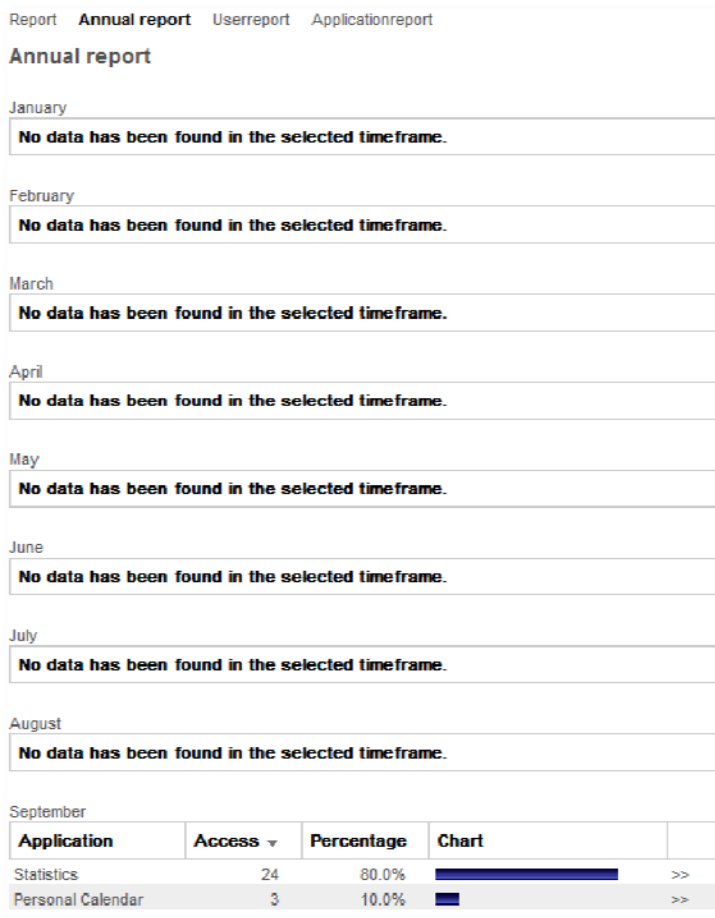 Report Annual report Userreport Applicationreport
Annual report
January
No data has been found in the selected timeframe.
February
No data has been found in the selected timeframe.
March
No data has been found in the selected timeframe.
April
No data has been found in the selected timeframe.
May
No data has been found in the selected timeframe.
June
No data has been found in the selected timeframe.
July
No data has been found in the selected timeframe.
August
No data has been found in the selected timeframe.
September
Application Access Percentage Chart
Statistics 24 80.0% >>
Personal Calendar 3 10.0% >>